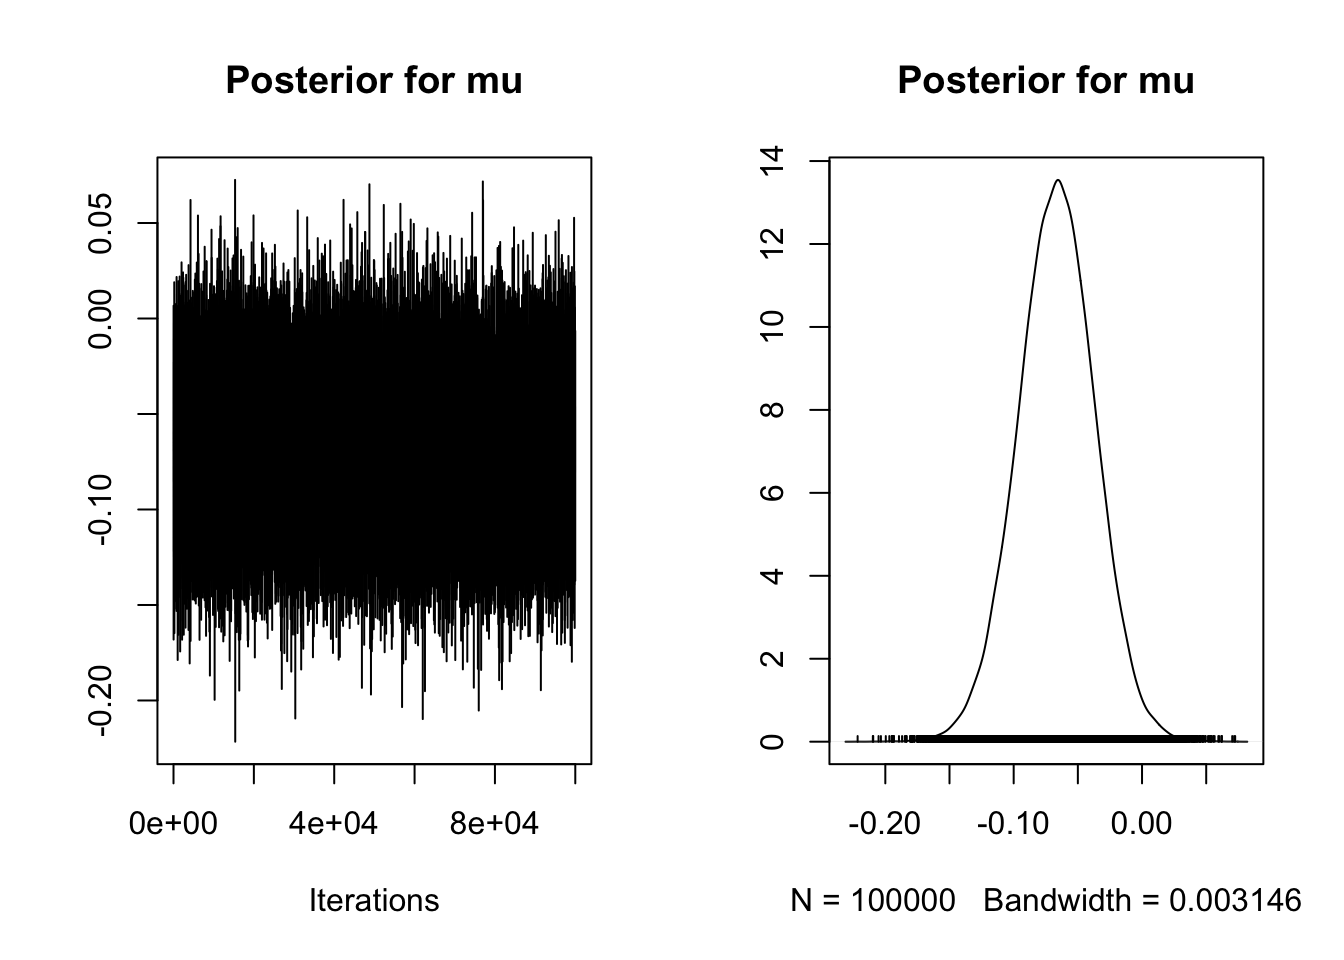 Posterior for mu
0.05
0.00
-0.10
-0.20
0e+00 4e+04 8e+04
Iterations
Posterior for mu
14
12
10
8
6
4
2
0
-0.20 -0.10 0.00
N = 100000 Bandwidth = 0.003146